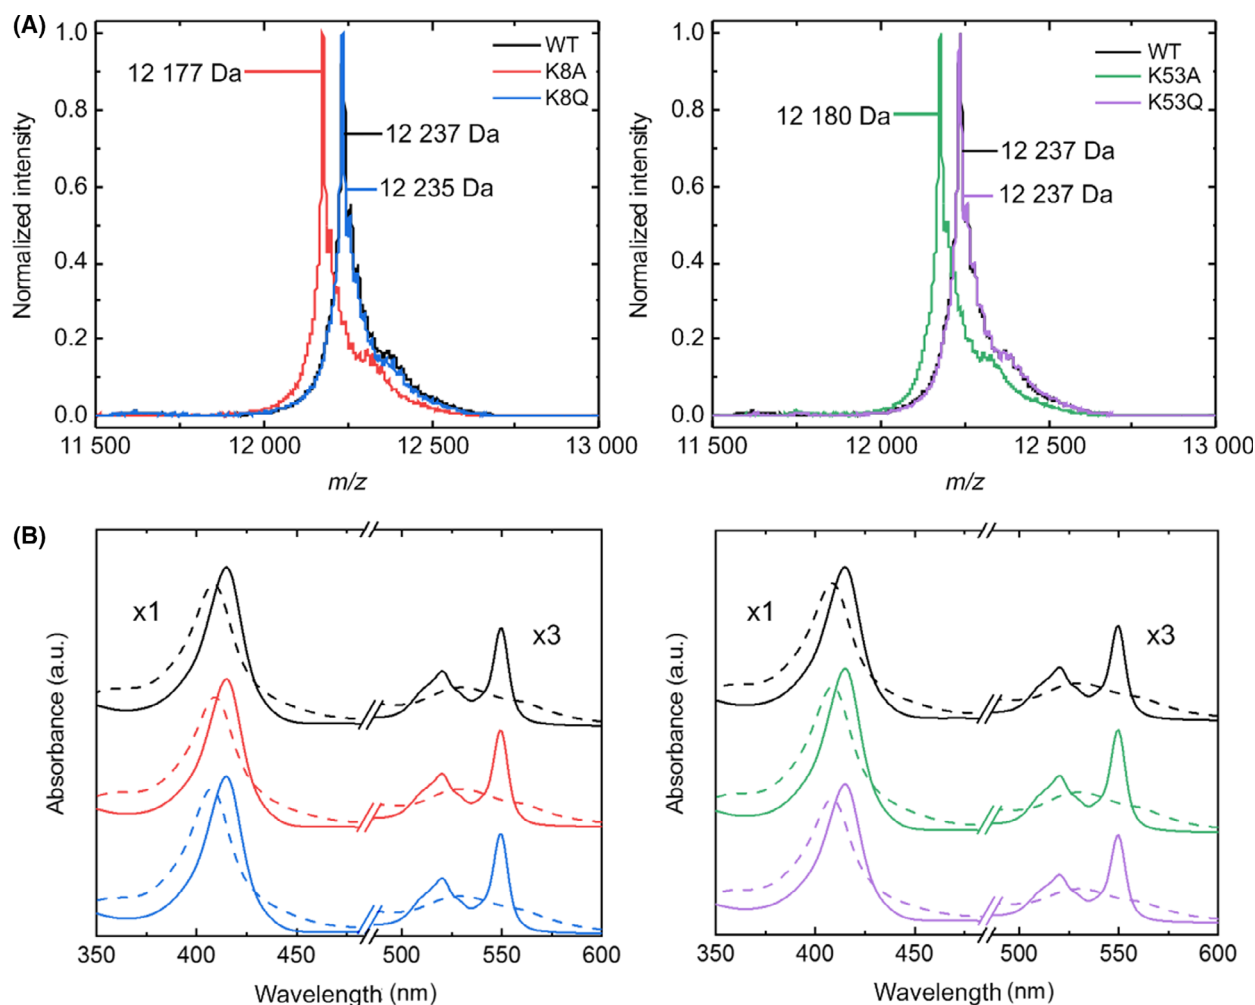 (A)
1.0
0.8
0.6
0.4
0.2
0.0
Normalized intensity
WT
K8A
K8Q
12 177 Da
12 237 Da
12 235 Da
11 500
12 000
12 500
13 000
m/z
1.0
0.8
0.6
0.4
0.2
0.0
Normalized intensity
WT
K53A
K53Q
12 180 Da
12 237 Da
12 237 Da
11 500
12 000
12 500
13 000
m/z
(B)
Absorbance (a.u.)
x1
x3
350
400
450
500
550
600
Wavelength (nm)
Absorbance (a.u.)
x1
x3
350
400
450
500
550
600
Wavelength (nm)